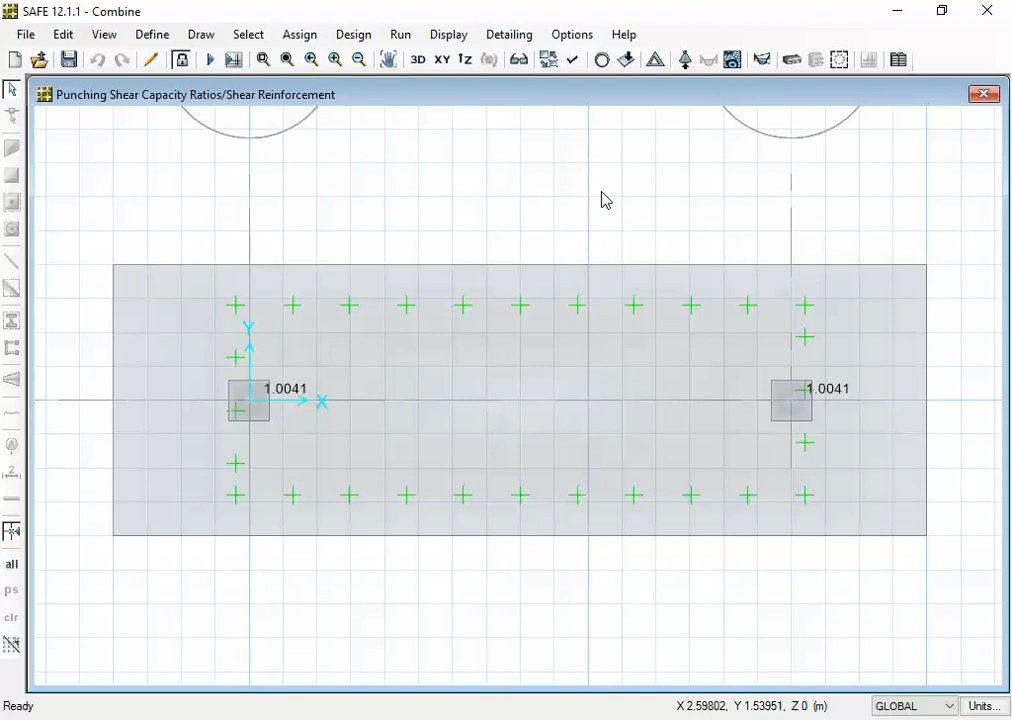 SAFE 12.1.1 - Combine
File Edit View Define Draw Select Assign Design Run Display Detailing Options Help
3D XY ↑Z
Punching Shear Capacity Ratios/Shear Reinforcement
Y
1.0041
X
1.0041
2
all
ps
clr
Ready
X 2.59802, Y 1.53951, Z 0 (m)
GLOBAL
Units...